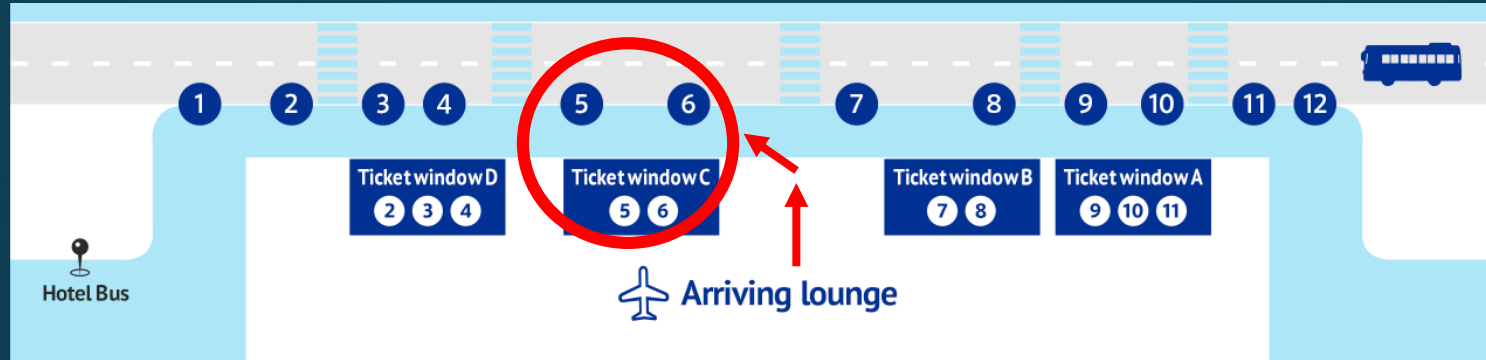 1 2 3 4 5 6 7 8 9 10 11 12
Ticket window D
2 3 4
Ticket window C
5 6
Ticket window B
7 8
Ticket window A
9 10 11
Hotel Bus
Arriving lounge